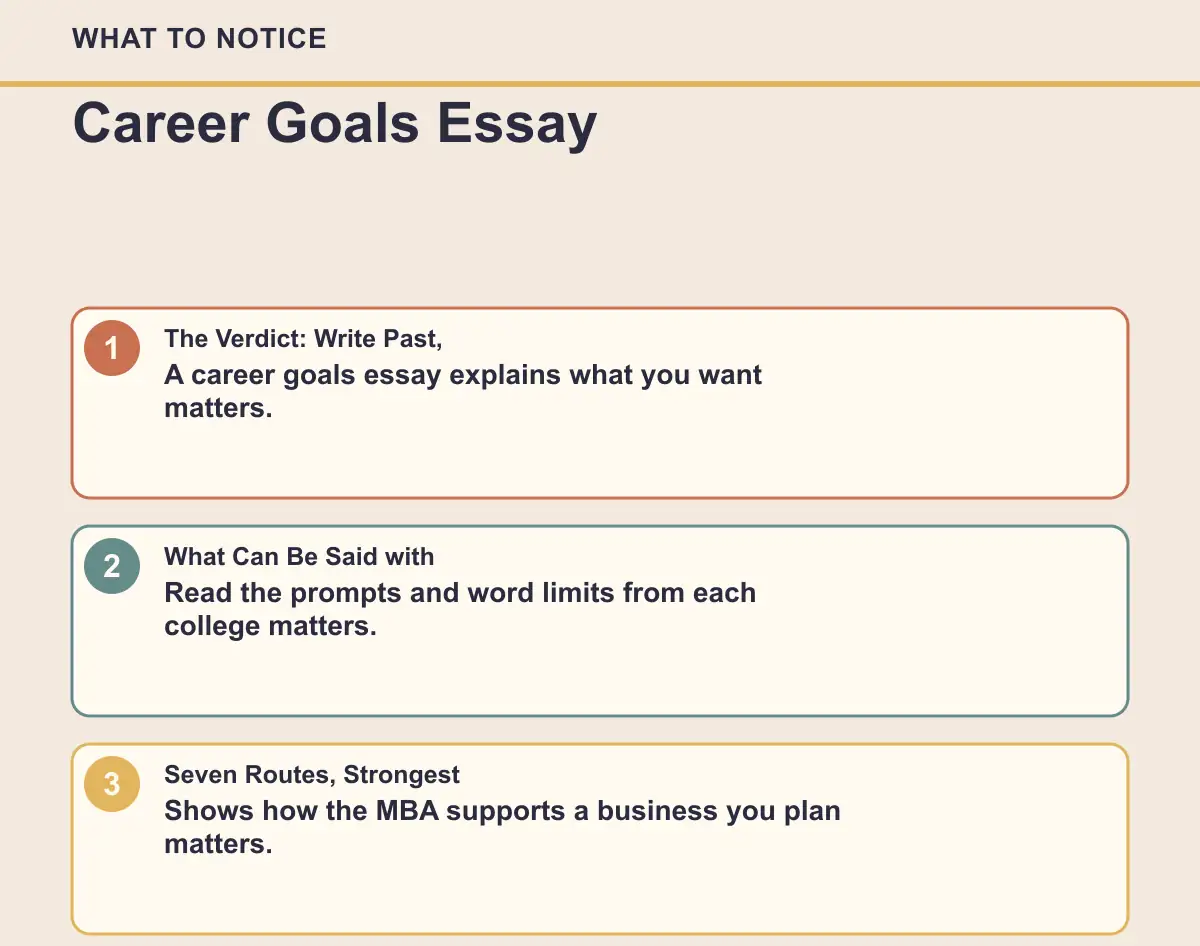 WHAT TO NOTICE
Career Goals Essay
1
The Verdict: Write Past,
A career goals essay explains what you want
matters.
2
What Can Be Said with
Read the prompts and word limits from each
college matters.
3
Seven Routes, Strongest
Shows how the MBA supports a business you plan
matters.